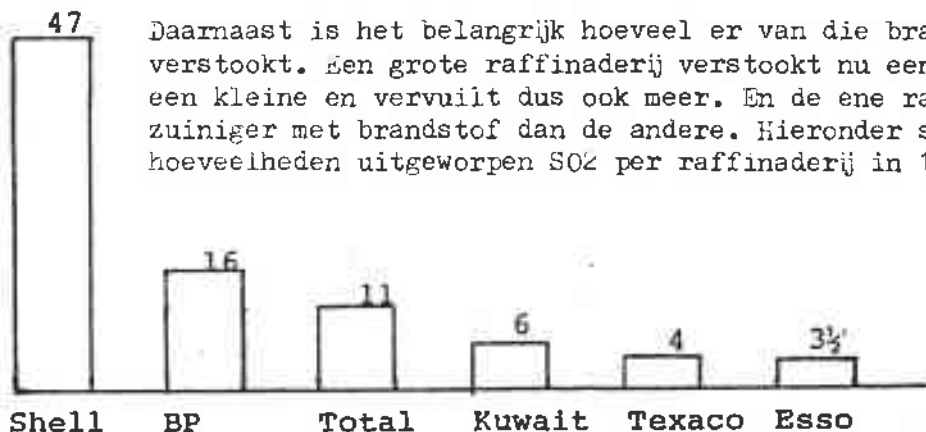 47
Daarnaast is het belangrijk hoeveel er van die bra
verstookt. Een grote raffinaderij verstookt nu een
een kleine en vervuilt dus ook meer. En de ene ra
zuiniger met brandstof dan de andere. Hieronder s
hoeveelheden uitgeworpen SO2 per raffinaderij in 1
16
11
6
4
3½
Shell BP Total Kuwait Texaco Esso